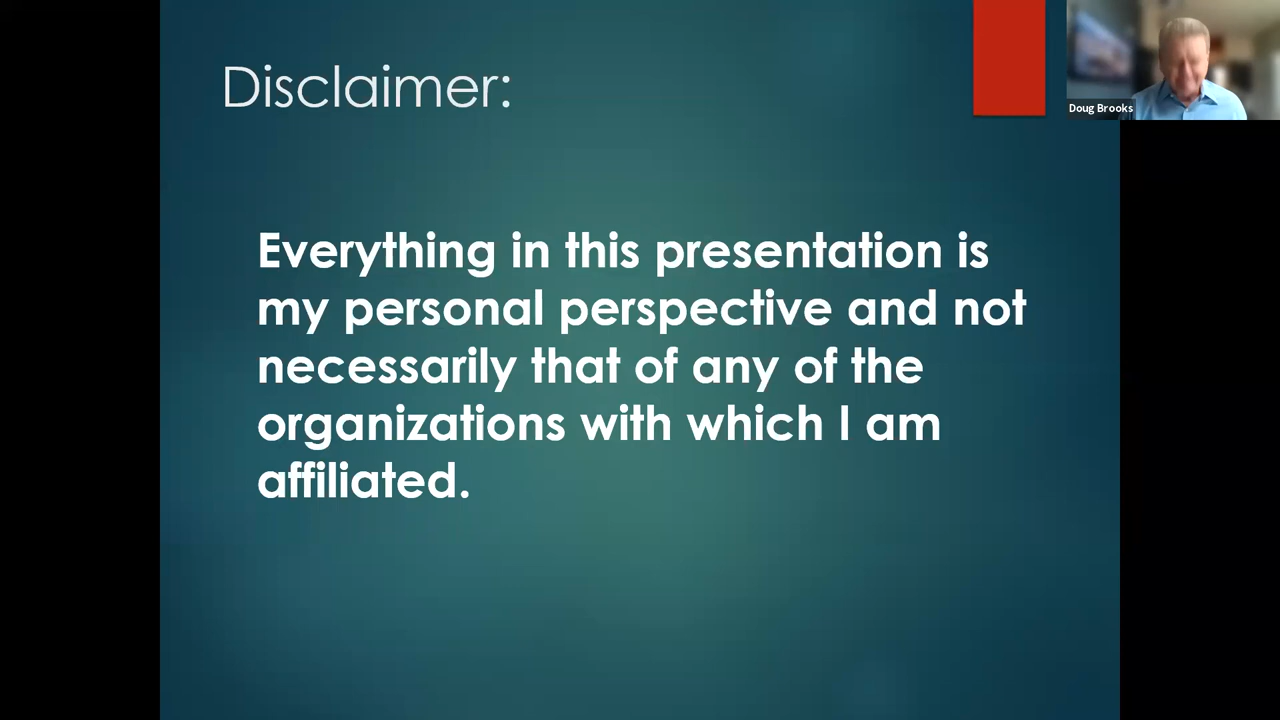 Disclaimer:
Doug Brooks
Everything in this presentation is
my personal perspective and not
necessarily that of any of the
organizations with which I am
affiliated.